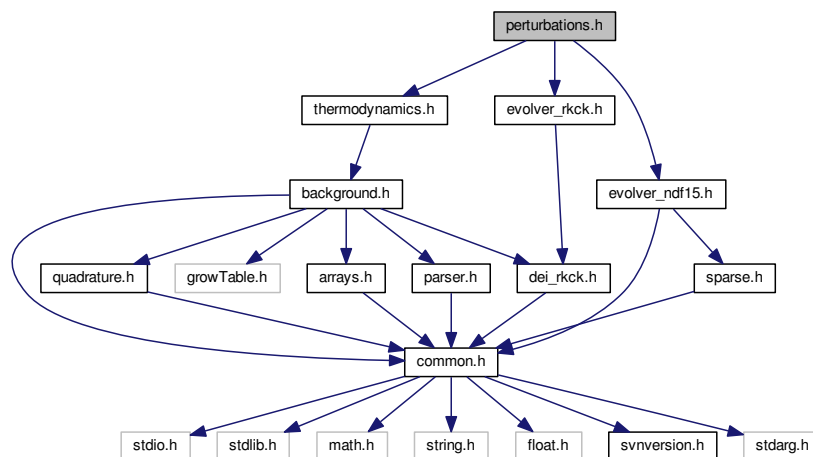 perturbations.h
thermodynamics.h
evolver_rkck.h
background.h
evolver_ndf15.h
quadrature.h
growTable.h
arrays.h
parser.h
dei_rkck.h
sparse.h
common.h
stdio.h
stdlib.h
math.h
string.h
float.h
svnversion.h
stdarg.h